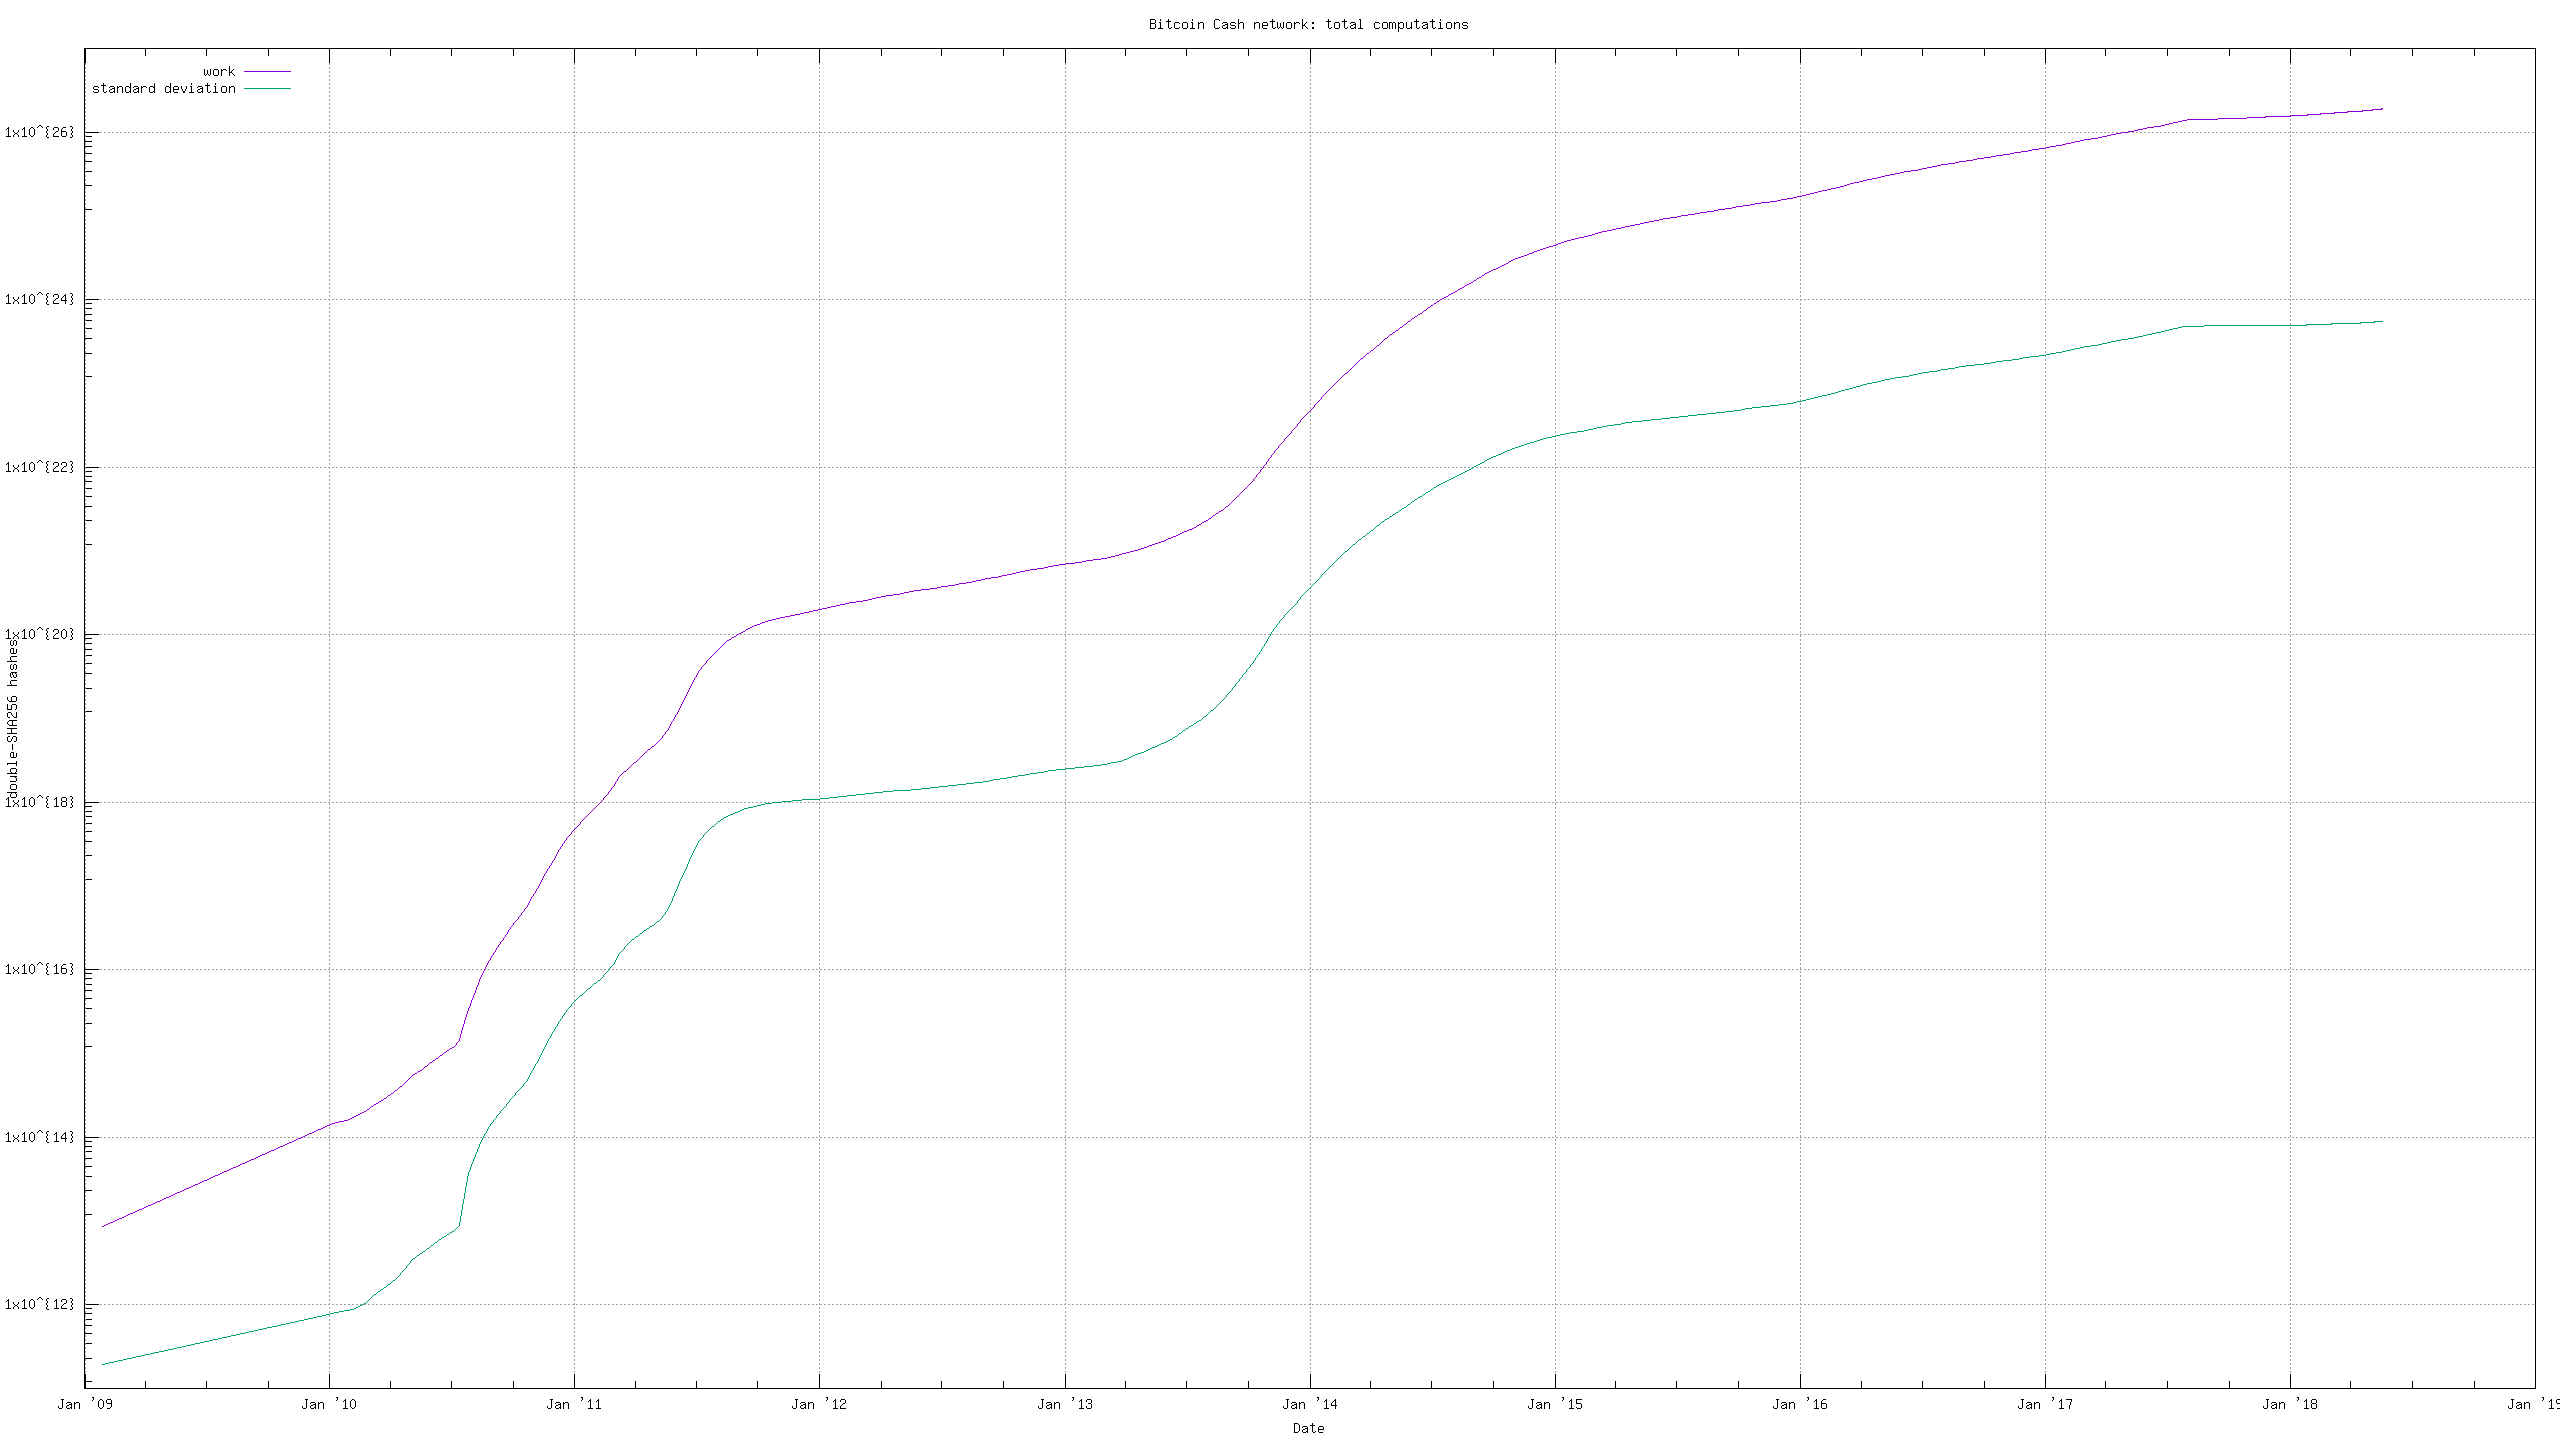 Bitcoin Cash network: total computations
work
standard deviation
1x10^{26}
1x10^{24}
1x10^{22}
1x10^{20}
1x10^{18}
1x10^{16}
1x10^{14}
1x10^{12}
double-SHA256 hashes
Jan '09 Jan '10 Jan '11 Jan '12 Jan '13 Jan '14 Jan '15 Jan '16 Jan '17 Jan '18 Jan '19
Date